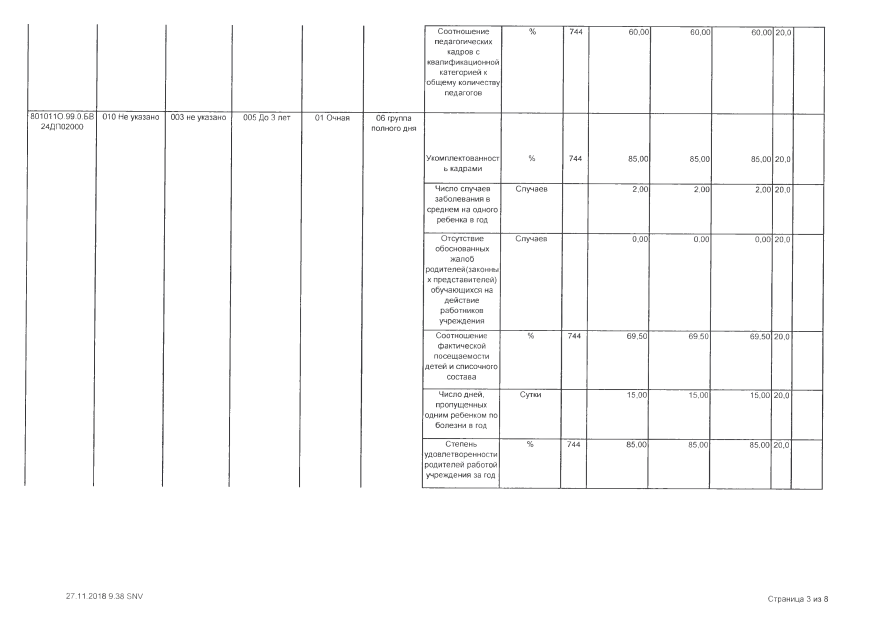 Соотношение % 744 60,00 60,00 60,00 20,0
педагогических
кадров с
квалификационной
категорией к
общему количеству
педагогов
801011О.99.0.БВ 010 Не указано 003 не указано 005 До 3 лет 01 Очная 06 группа
24ДП02000 полного дня
Укомплектованност % 744 85,00 85,00 85,00 20,0
ь кадрами
Число случаев Случаев 2,00 2,00 2,00 20,0
заболевания в
среднем на одного
ребенка в год
Отсутствие Случаев 0,00 0,00 0,00 20,0
обоснованных
жалоб
родителей(законны
х представителей)
обучающихся на
действие
работников
учреждения
Соотношение % 744 69,50 69,50 69,50 20,0
фактической
посещаемости
детей и списочного
состава
Число дней, Сутки 15,00 15,00 15,00 20,0
пропущенных
одним ребенком по
болезни в год
Степень % 744 85,00 85,00 85,00 20,0
удовлетворенности
родителей работой
учреждения за год
27.11.2018 9.38 SNV Страница 3 из 8